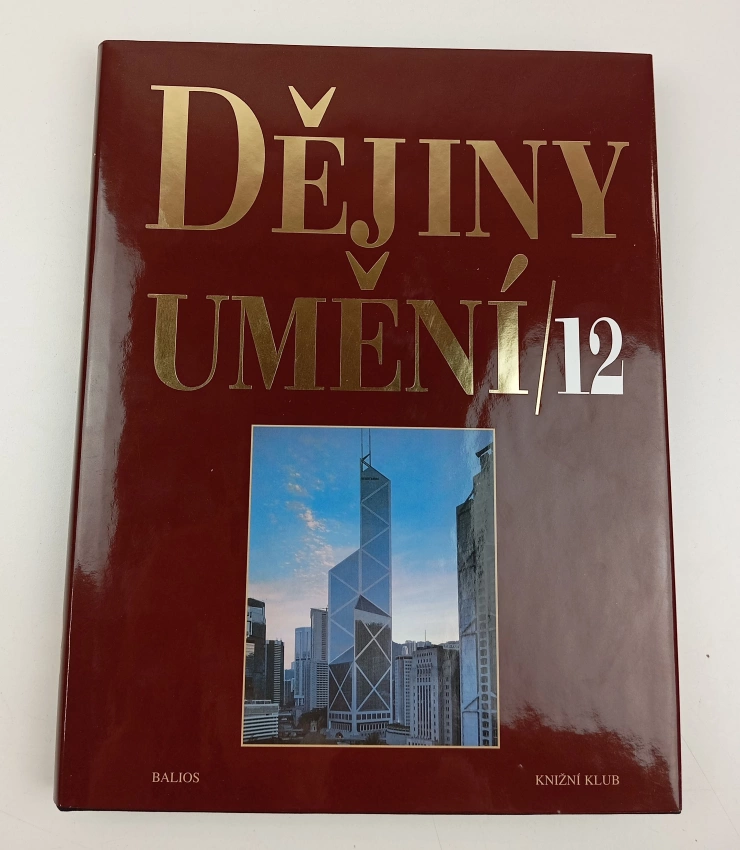 DĚJINY
UMĚNÍ/12
BALIOS
KNIŽNÍ KLUB